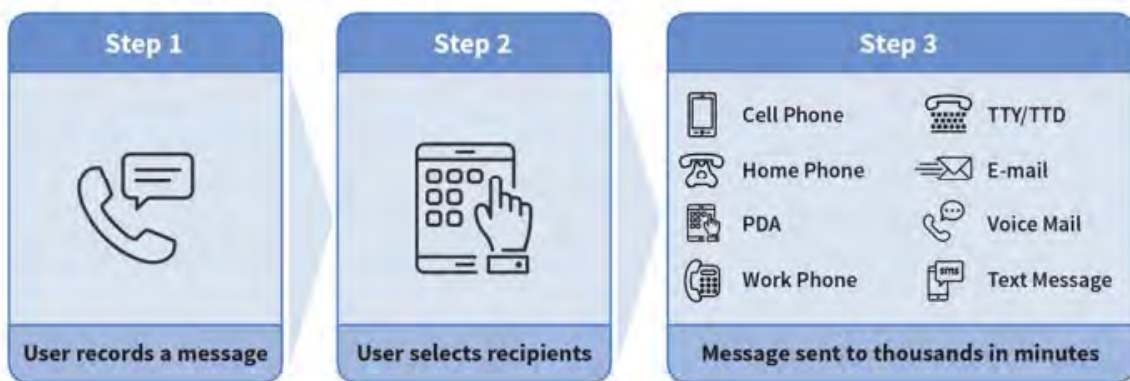 Step 1
User records a message
Step 2
User selects recipients
Step 3
Cell Phone
Home Phone
PDA
Work Phone
TTY/TTD
E-mail
Voice Mail
sms
Text Message
Message sent to thousands in minutes